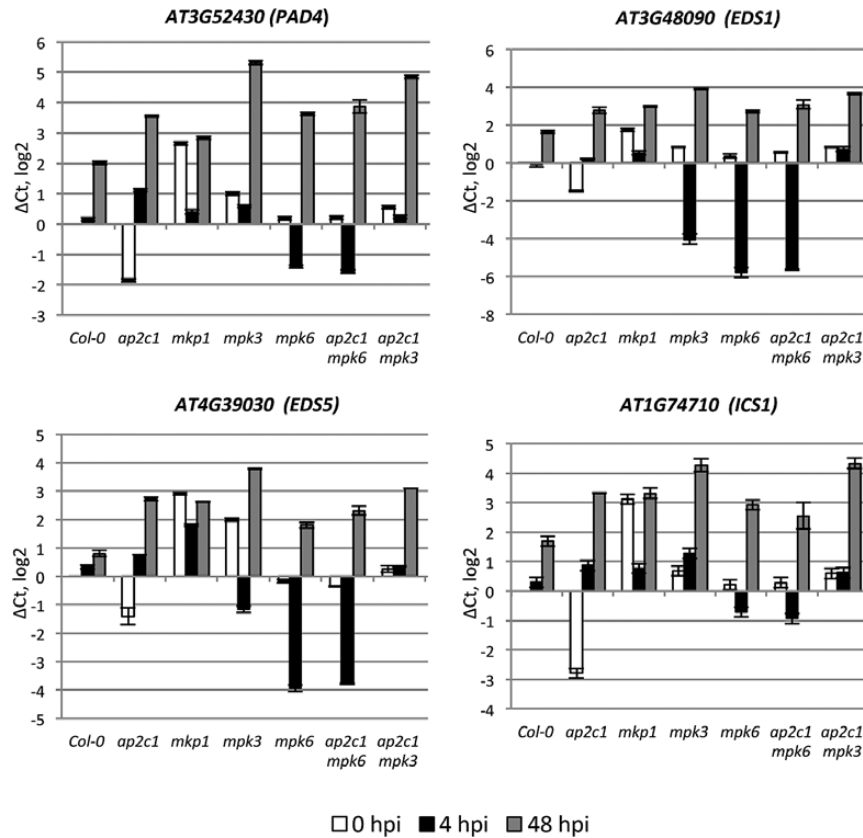 AT3G52430 (PAD4)
6
5
4
3
2
1
0
-1
-2
-3
ΔCt, log2
Col-0 ap2c1 mkp1 mpk3 mpk6 ap2c1 ap2c1
mpk6 mpk3
AT3G48090 (EDS1)
6
4
2
0
-2
-4
-6
-8
ΔCt, log2
Col-0 ap2c1 mkp1 mpk3 mpk6 ap2c1 ap2c1
mpk6 mpk3
AT4G39030 (EDS5)
5
4
3
2
1
0
-1
-2
-3
-4
-5
ΔCt, log2
Col-0 ap2c1 mkp1 mpk3 mpk6 ap2c1 ap2c1
mpk6 mpk3
AT1G74710 (ICS1)
5
4
3
2
1
0
-1
-2
-3
-4
ΔCt, log2
Col-0 ap2c1 mkp1 mpk3 mpk6 ap2c1 ap2c1
mpk6 mpk3
0 hpi 4 hpi 48 hpi